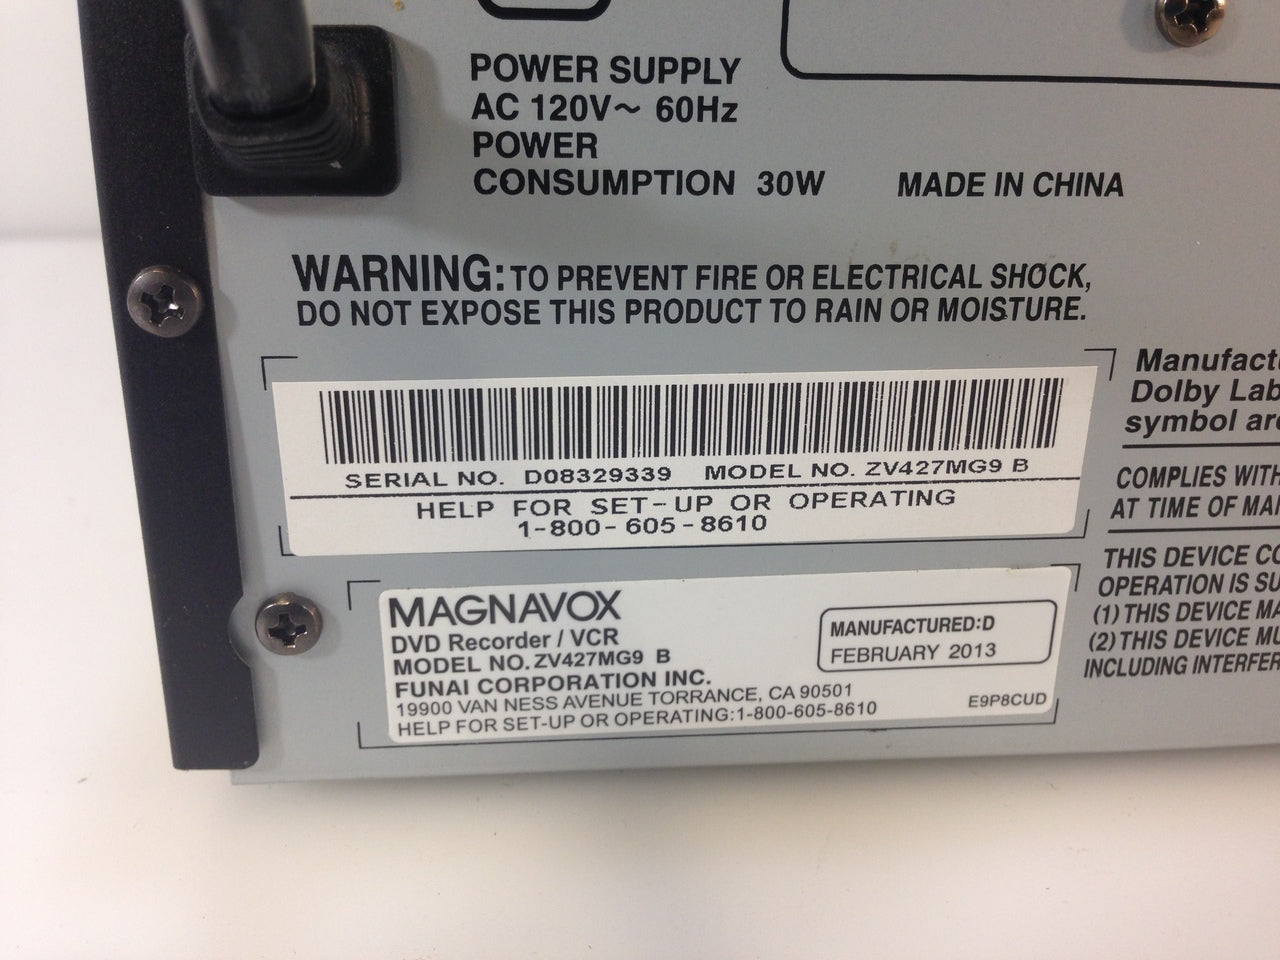 POWER SUPPLY
AC 120V~ 60Hz
POWER
CONSUMPTION 30W MADE IN CHINA
WARNING: TO PREVENT FIRE OR ELECTRICAL SHOCK,
DO NOT EXPOSE THIS PRODUCT TO RAIN OR MOISTURE.
SERIAL NO. D08329339 MODEL NO. ZV427MG9 B
HELP FOR SET-UP OR OPERATING
1-800-605-8610
MAGNAVOX
DVD Recorder / VCR
MODEL NO. ZV427MG9 B
FUNAI CORPORATION INC.
19900 VAN NESS AVENUE TORRANCE, CA 90501
HELP FOR SET-UP OR OPERATING:1-800-605-8610
MANUFACTURED:D
FEBRUARY 2013
E9P8CUD
Dolby
symbol
COMPLIES WITH
AT TIME OF
THIS DEVICE
OPERATION IS
(1) THIS DEVICE
(2) THIS DEVICE
INCLUDING